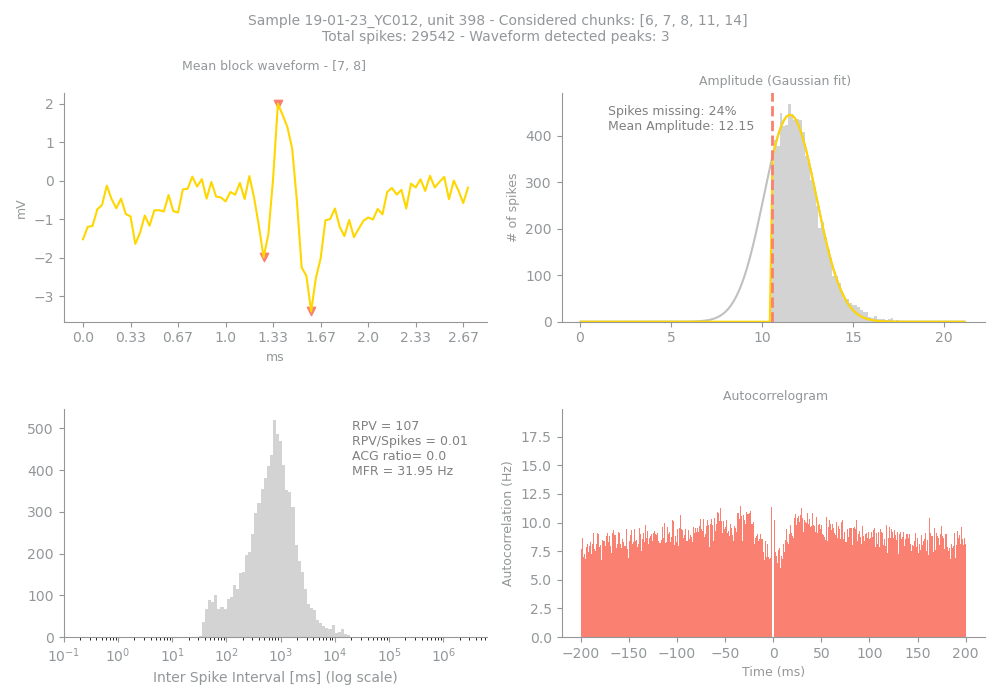 Sample 19-01-23_YC012, unit 398 - Considered chunks: [6, 7, 8, 11, 14]
Total spikes: 29542 - Waveform detected peaks: 3
Mean block waveform - [7, 8]
2
1
0
−1
−2
−3
mV
0.0 0.33 0.67 1.0 1.33 1.67 2.0 2.33 2.67
ms
Amplitude (Gaussian fit)
Spikes missing: 24%
Mean Amplitude: 12.15
400
300
200
100
0
# of spikes
0 5 10 15 20
500
400
300
200
100
0
RPV = 107
RPV/Spikes = 0.01
ACG ratio= 0.0
MFR = 31.95 Hz
10⁻¹ 10⁰ 10¹ 10² 10³ 10⁴ 10⁵ 10⁶
Inter Spike Interval [ms] (log scale)
Autocorrelogram
17.5
15.0
12.5
10.0
7.5
5.0
2.5
0.0
Autocorrelation (Hz)
−200 −150 −100 −50 0 50 100 150 200
Time (ms)